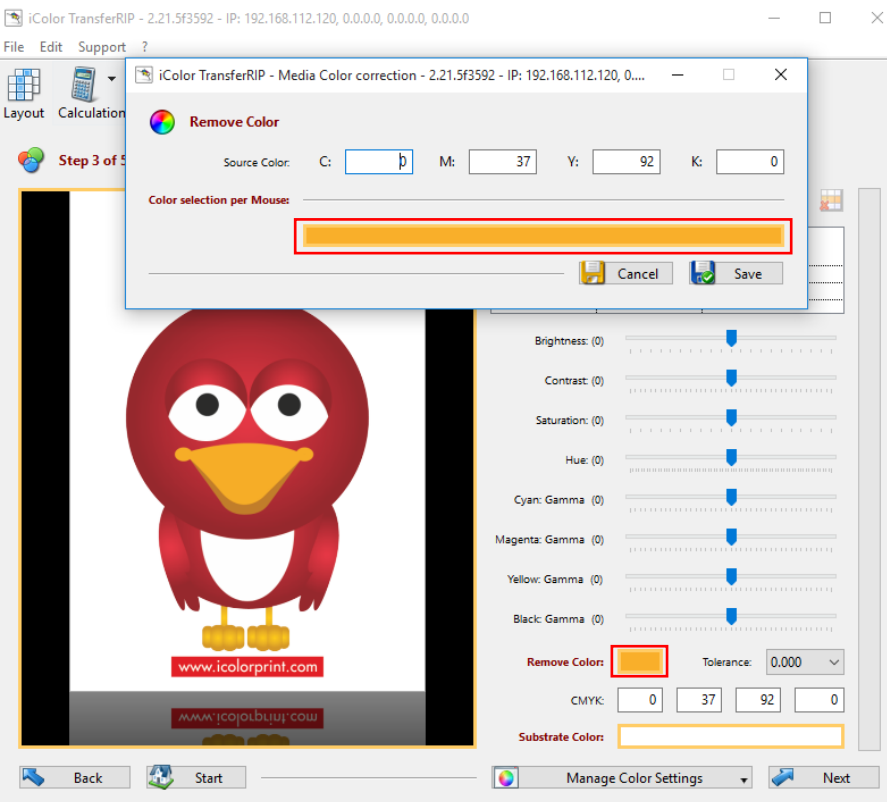 iColor TransferRIP - 2.21.5f3592 - IP: 192.168.112.120, 0.0.0.0, 0.0.0.0, 0.0.0.0
File Edit Support ?
iColor TransferRIP - Media Color correction - 2.21.5f3592 - IP: 192.168.112.120, 0....
Layout Calculation
Remove Color
Step 3 of 5
Source Color: C: 0 M: 37 Y: 92 K: 0
Color selection per Mouse:
Cancel Save
Brightness: (0)
Contrast: (0)
Saturation: (0)
Hue: (0)
Cyan: Gamma (0)
Magenta: Gamma (0)
Yellow: Gamma (0)
Black: Gamma (0)
Remove Color: Tolerance: 0.000
www.icolorprint.com
CMYK: 0 37 92 0
www.icolorprint.com
Substrate Color:
Back Start Manage Color Settings Next